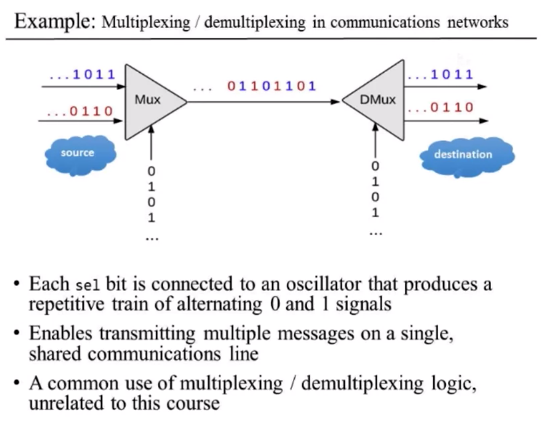 Example: Multiplexing / demultiplexing in communications networks
...1011
...0110
Mux
... 01101101
DMux
...1011
...0110
source
destination
0
1
0
1
...
0
1
0
1
...
• Each sel bit is connected to an oscillator that produces a
repetitive train of alternating 0 and 1 signals
• Enables transmitting multiple messages on a single,
shared communications line
• A common use of multiplexing / demultiplexing logic,
unrelated to this course